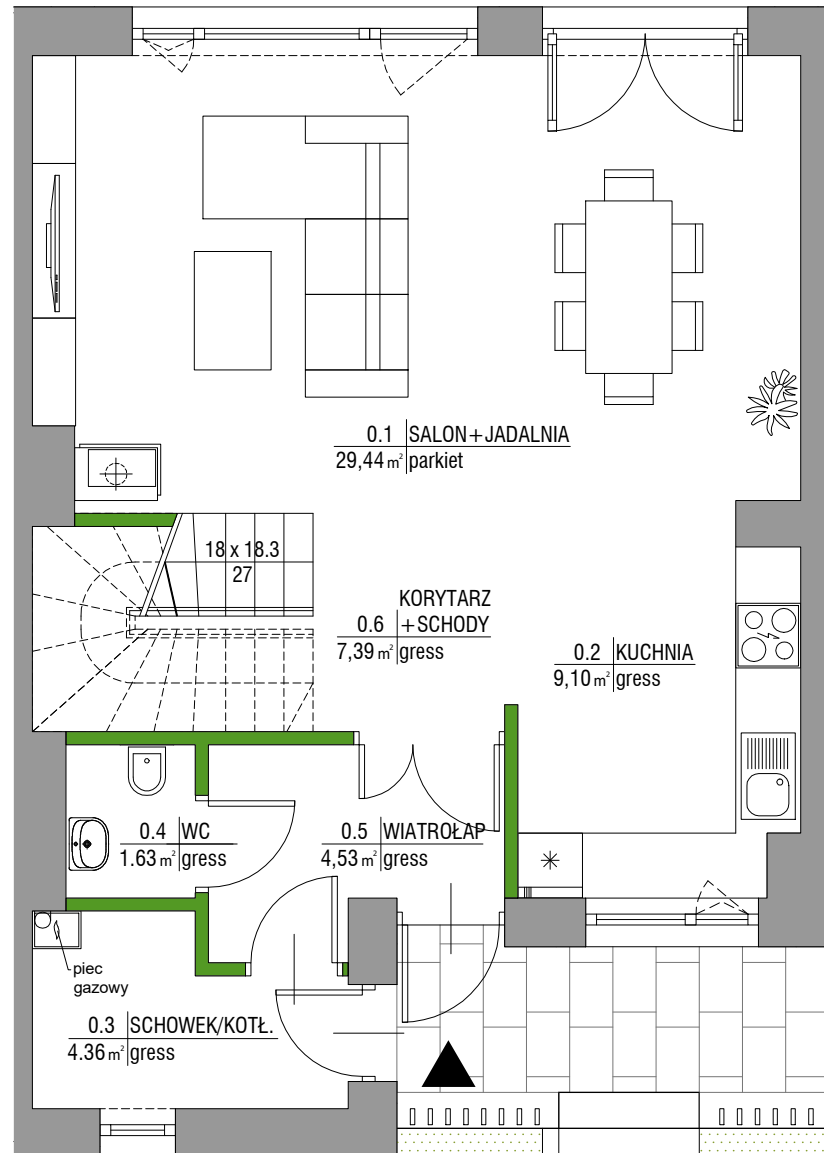 0.1 SALON+JADALNIA
29,44 m² parkiet
18 x 18.3
27
KORYTARZ
0.6 +SCHODY
7,39 m² gress
0.2 KUCHNIA
9,10 m² gress
0.4 WC
1.63 m² gress
0.5 WIATROŁAP
4,53 m² gress
piec
gazowy
0.3 SCHOWEK/KOTŁ.
4.36 m² gress